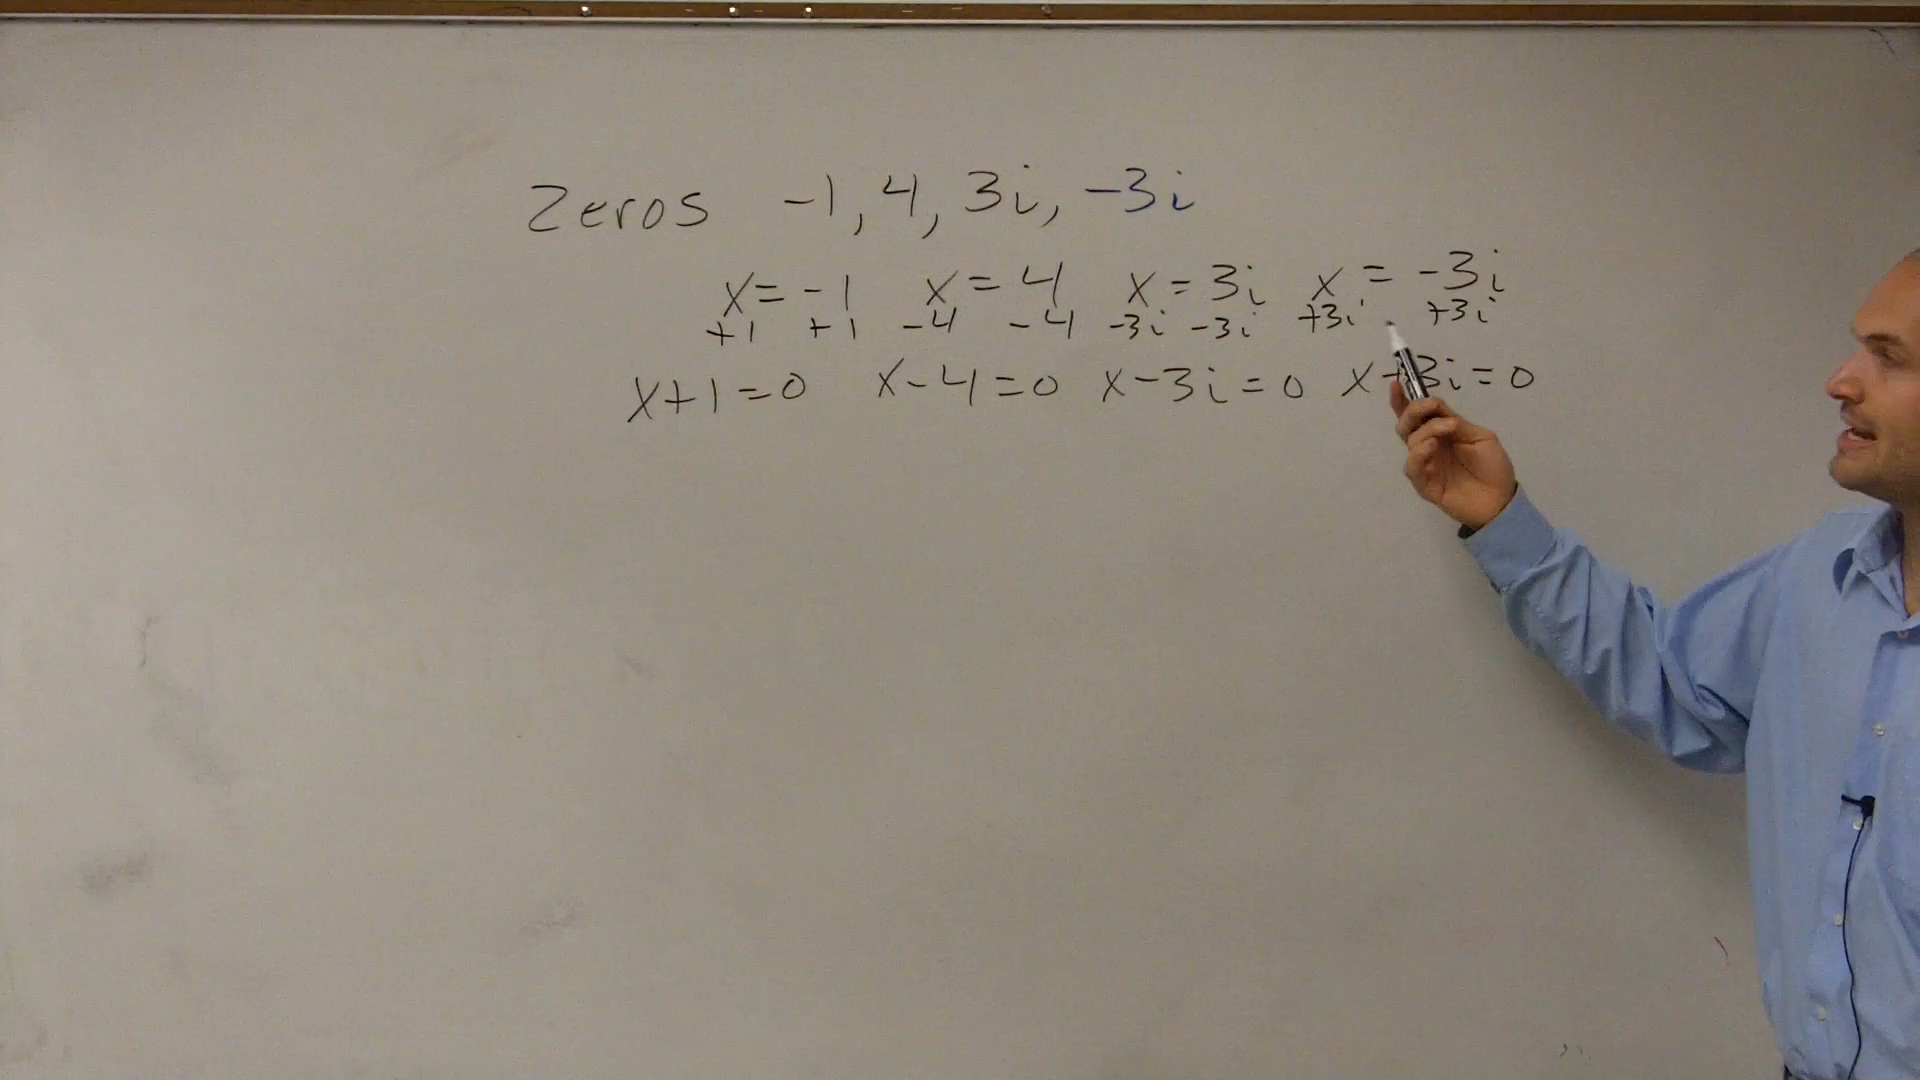 Zeros -1, 4, 3i, -3i
x = -1 x = 4 x = 3i x = -3i
+1 +1 -4 -4 -3i -3i +3i +3i
x+1=0 x-4=0 x-3i=0 x+3i=0